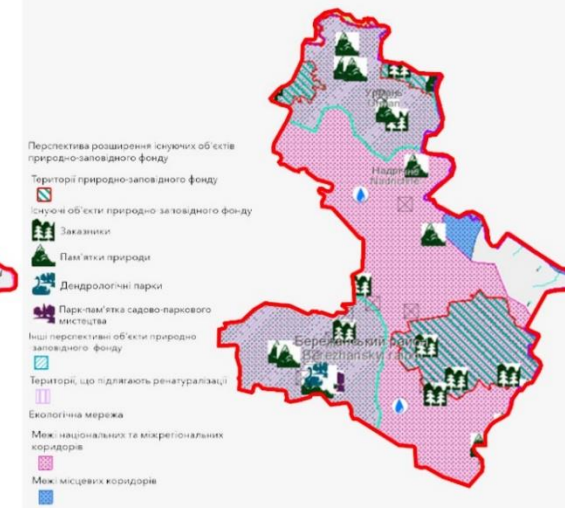 Перспектива розширення існуючих об'єктів
природно-заповідного фонду
Території природно-заповідного фонду
Існуючі об'єкти природно-заповідного фонду
Заказники
Пам'ятки природи
Дендрологічні парки
Парк-пам'ятка садово-паркового
мистецтва
Інші перспективні об'єкти природно
заповідного фонду
Території, що підлягають ренатуралізації
Екологічна мережа
Межі національних та міжрегіональних
коридорів
Межі місцевих коридорів
Урмань
Urman
Надрічне
Nadrichne
Бережанський район
Berezhansky raion